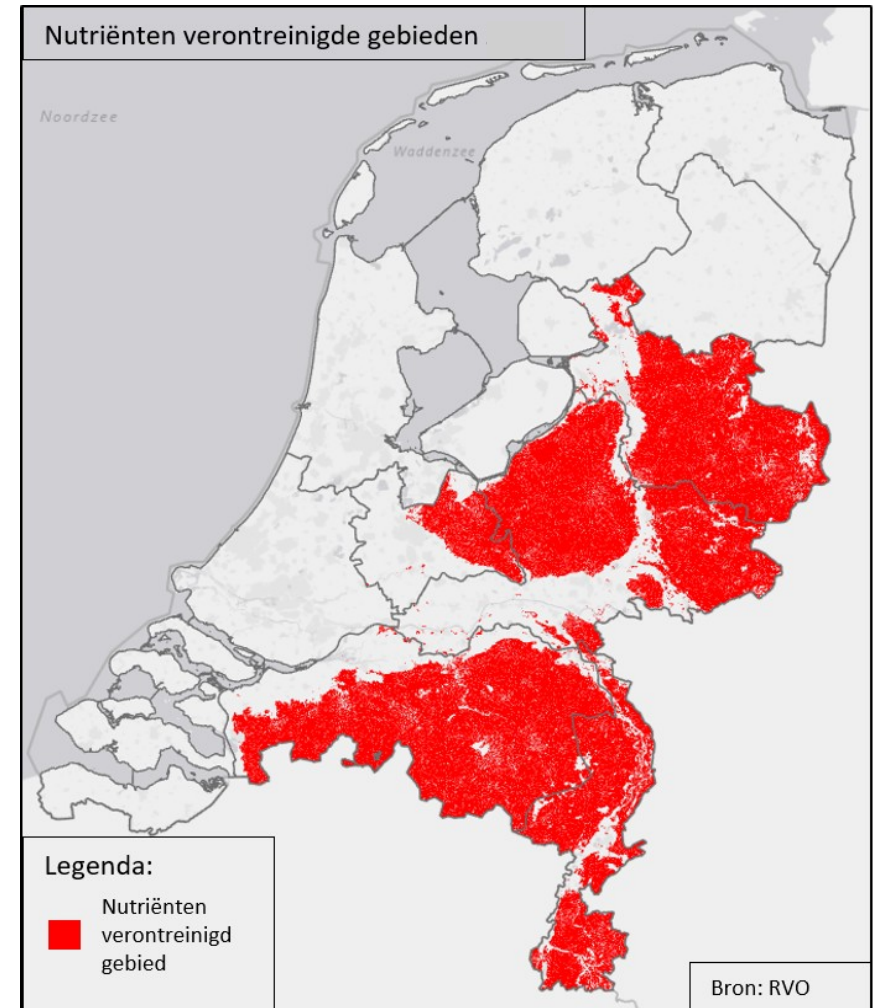 Nutriënten verontreinigde gebieden
Noordzee
Waddenzee
Legenda:
Nutriënten
verontreinigd
gebied
Bron: RVO